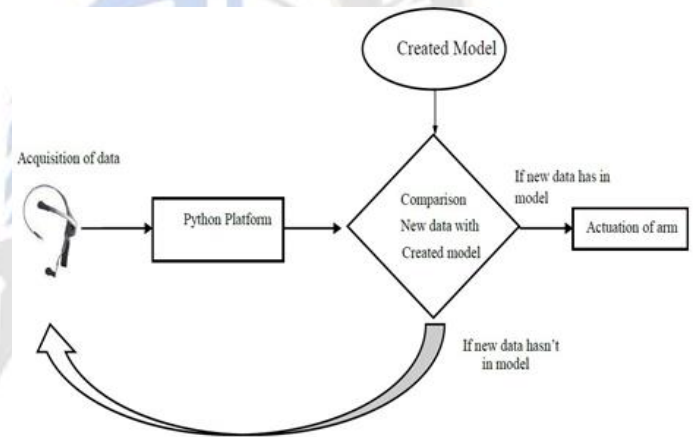 Created Model
Acquisition of data
Python Platform
Comparison
New data with
Created model
If new data has in
model
Actuation of arm
If new data hasn't
in model